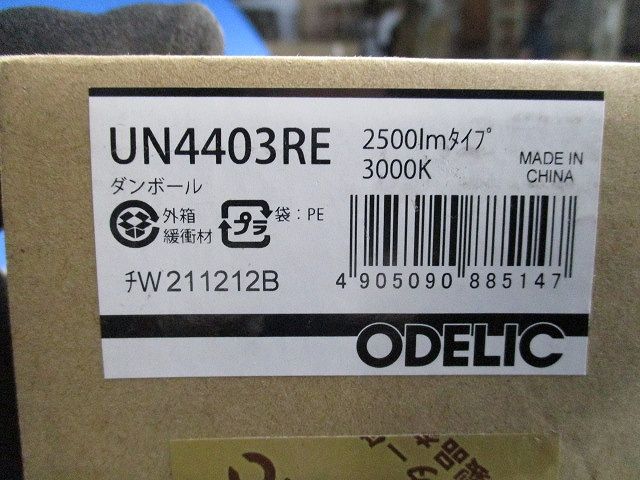 UN4403RE
2500lmタイプ
3000K
MADE IN
CHINA
ダンボール
外箱
緩衝材
プラ
袋：PE
ﾁW211212B
4 905090 885147
ODELIC